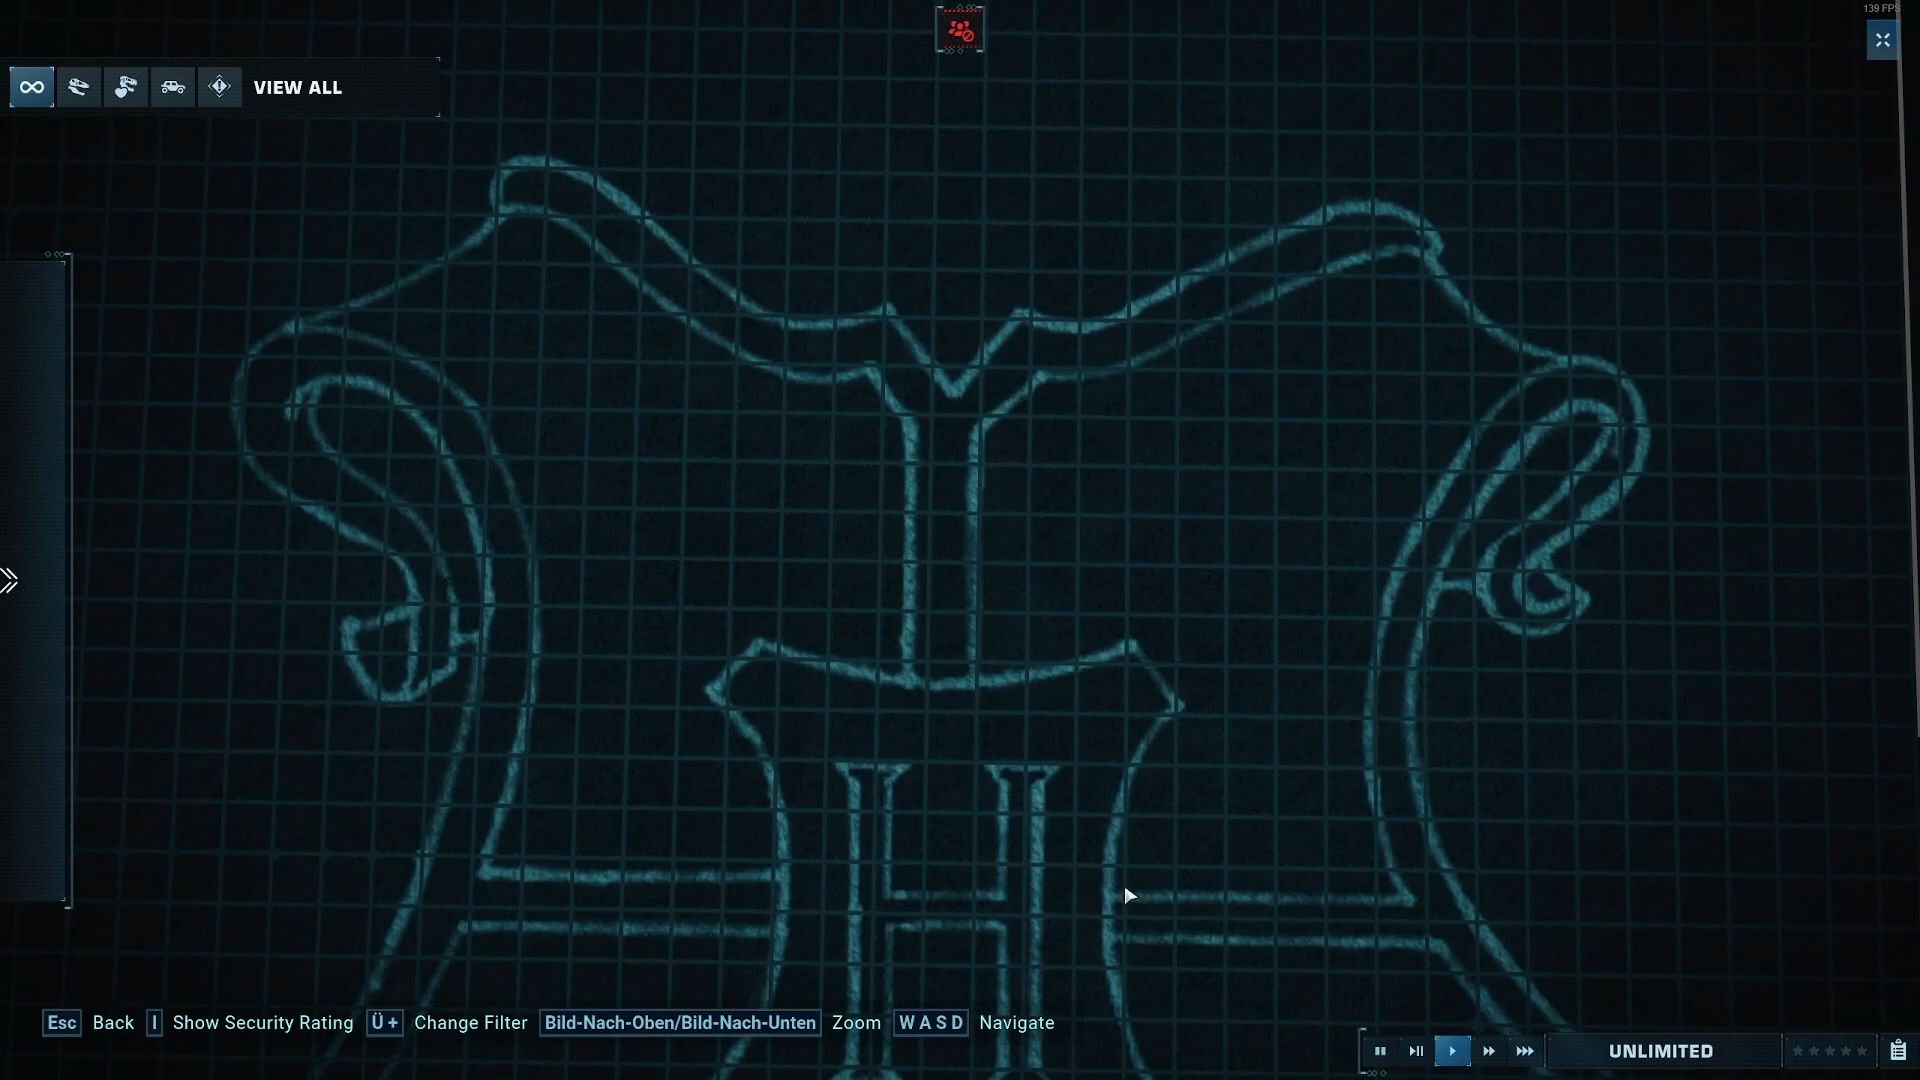 139 FPS
VIEW ALL
Esc Back I Show Security Rating Ü + Change Filter Bild-Nach-Oben/Bild-Nach-Unten Zoom W A S D Navigate
UNLIMITED